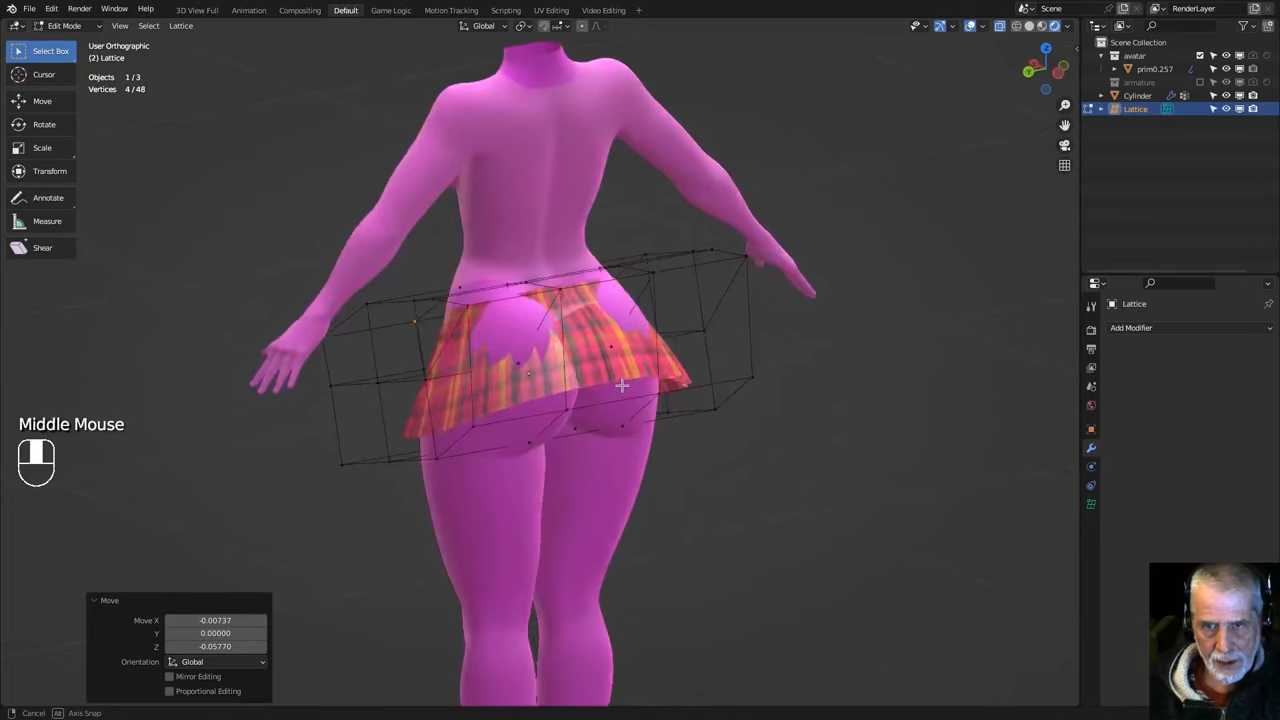 File Edit Render Window Help 3D View Full Animation Compositing Default Game Logic Motion Tracking Scripting UV Editing Video Editing Scene RenderLayer
Edit Mode View Select Lattice Global
User Orthographic
(2) Lattice
Objects 1/3
Vertices 4/48
Select Box
Cursor
Move
Rotate
Scale
Transform
Annotate
Measure
Shear
Y
Z
Middle Mouse
Move
Move X -0.00737
Y 0.00000
Z -0.05770
Orientation Global
Mirror Editing
Proportional Editing
Cancel Alt Axis Snap
Scene Collection
avatar
prim0.257
armature
Cylinder
Lattice
Lattice
Add Modifier